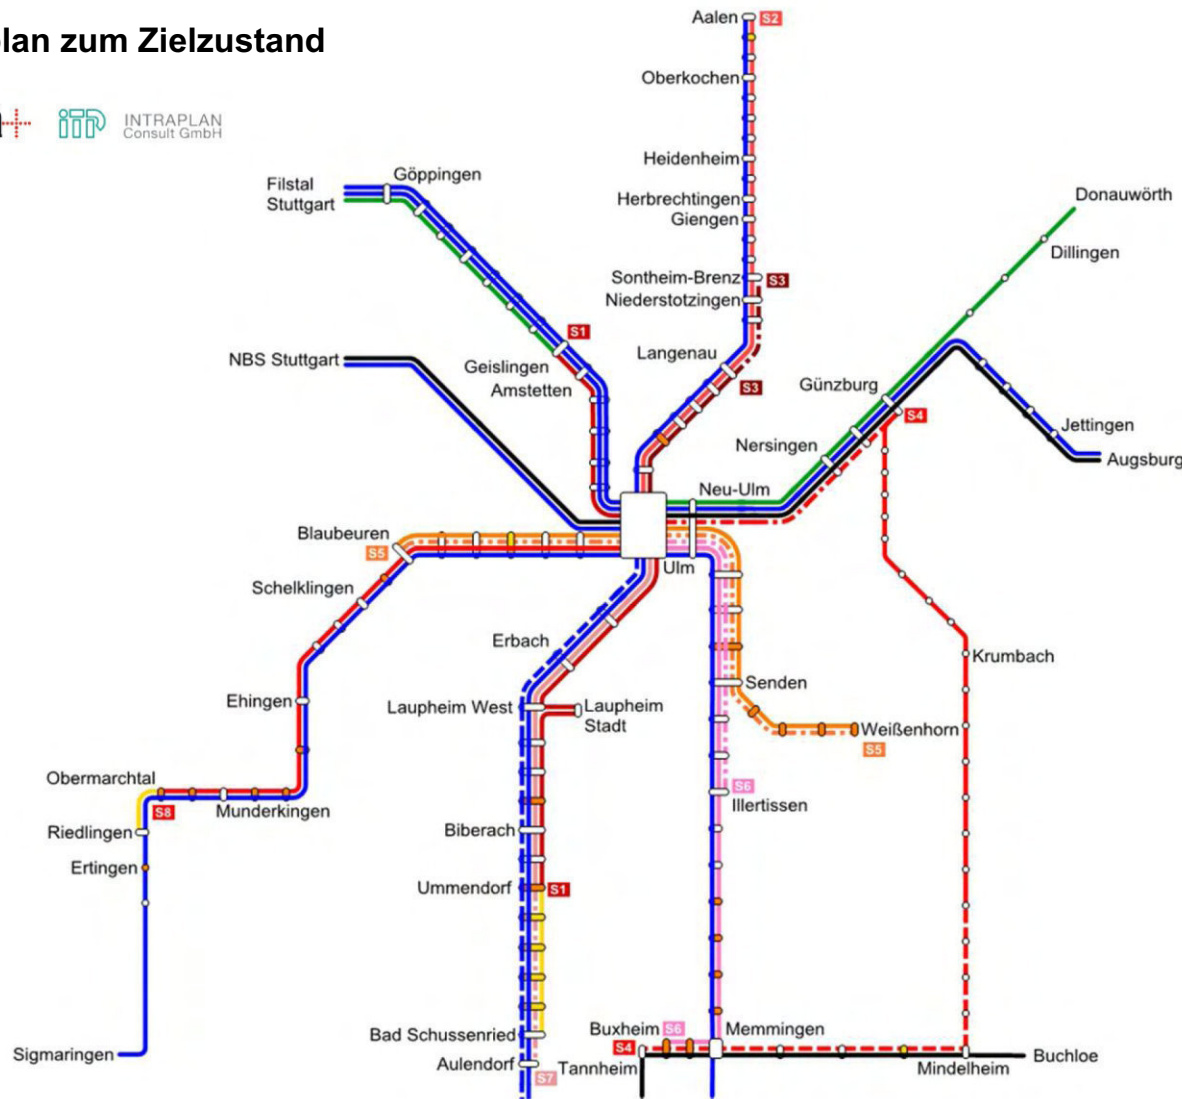 lan zum Zielzustand
INTRAPLAN
Consult GmbH
Aalen S2
Oberkochen
Heidenheim
Herbrechtingen
Giengen
Sontheim-Brenz S3
Niederstotzingen
Langenau
S3
Göppingen
Filstal
Stuttgart
S1
Geislingen
Amstetten
NBS Stuttgart
Donauwörth
Dillingen
Günzburg
S4
Nersingen
Jettingen
Augsburg
Neu-Ulm
Ulm
Blaubeuren
S5
Schelklingen
Ehingen
Obermarchtal
S8
Munderkingen
Riedlingen
Ertingen
Sigmaringen
Erbach
Laupheim West
Laupheim
Stadt
Biberach
Ummendorf S1
Bad Schussenried
Aulendorf
S7
Senden
Weißenhorn
S5
S6
Illertissen
Krumbach
Buxheim S6
Memmingen
S4
Tannheim
Mindelheim
Buchloe